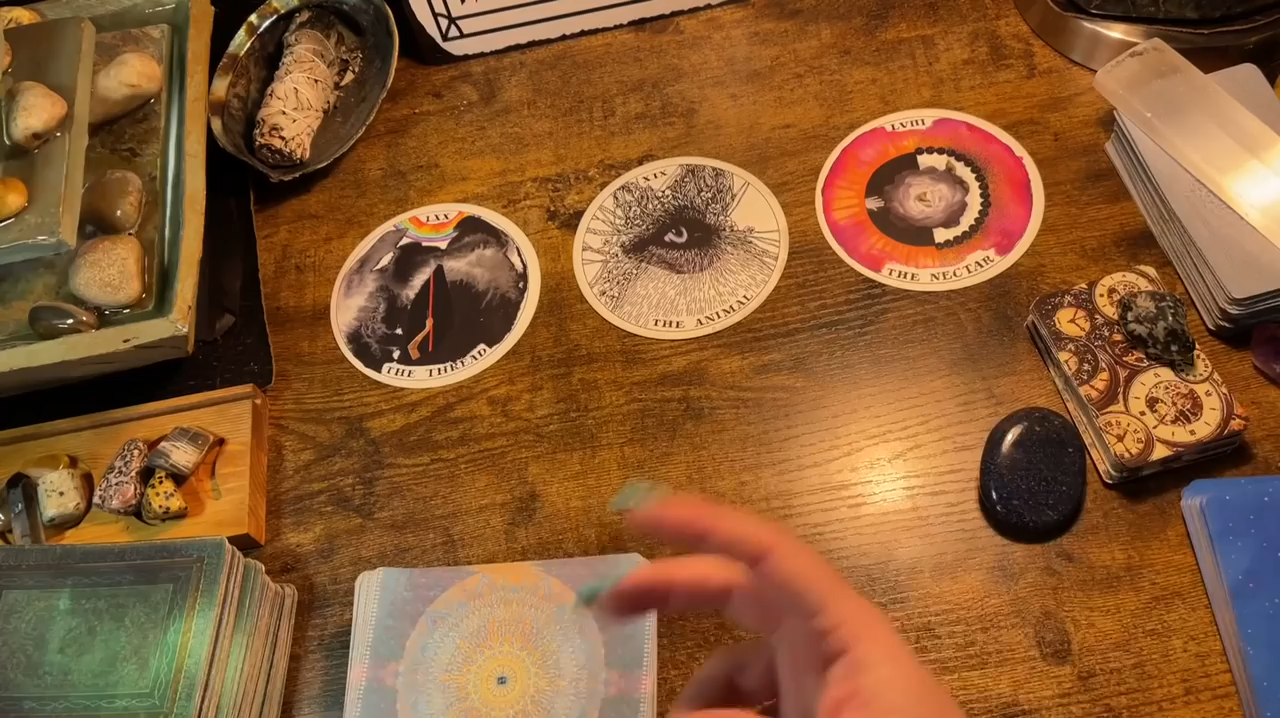 LXX
THE THREAD
XIX
THE ANIMAL
LVIII
THE NECTAR